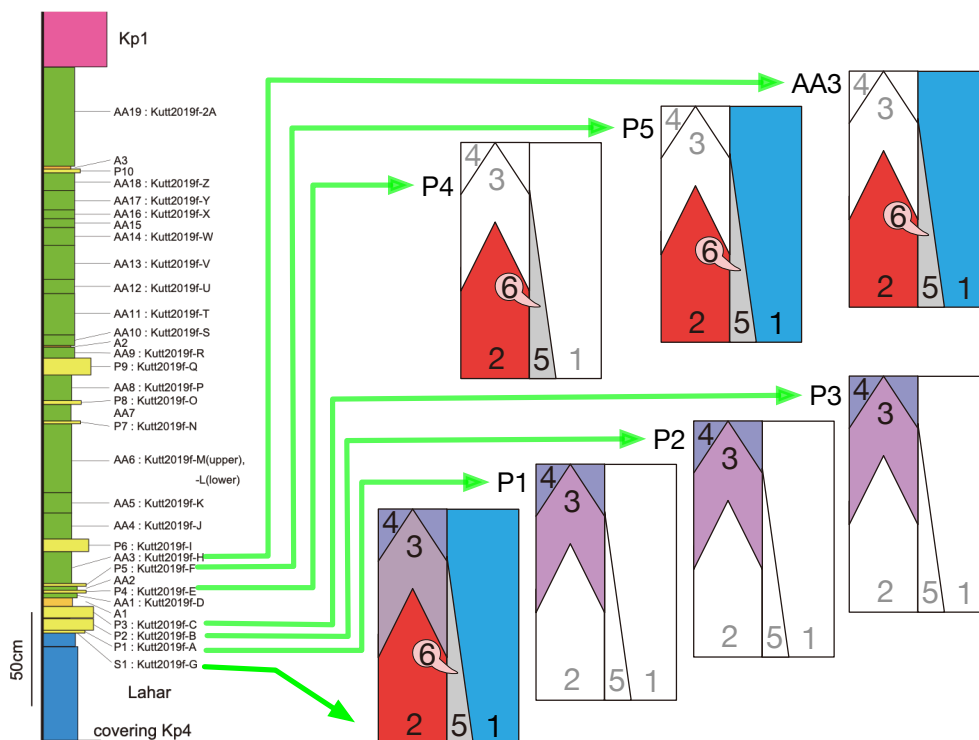 Kp1
AA19 : Kutt2019f-2A
A3
P10
AA18 : Kutt2019f-Z
AA17 : Kutt2019f-Y
AA16 : Kutt2019f-X
AA15
AA14 : Kutt2019f-W
AA13 : Kutt2019f-V
AA12 : Kutt2019f-U
AA11 : Kutt2019f-T
AA10 : Kutt2019f-S
A2
AA9 : Kutt2019f-R
P9 : Kutt2019f-Q
AA8 : Kutt2019f-P
P8 : Kutt2019f-O
AA7
P7 : Kutt2019f-N
AA6 : Kutt2019f-M(upper),
-L(lower)
AA5 : Kutt2019f-K
AA4 : Kutt2019f-J
P6 : Kutt2019f-I
AA3 : Kutt2019f-H
P5 : Kutt2019f-F
AA2
P4 : Kutt2019f-E
AA1 : Kutt2019f-D
A1
P3 : Kutt2019f-C
P2 : Kutt2019f-B
P1 : Kutt2019f-A
S1 : Kutt2019f-G
50cm
Lahar
covering Kp4
AA3
4
3
6
2 5 1
P5
4
3
6
2 5 1
P4
4
3
6
2 5 1
P3
4
3
2 5 1
P2
4
3
2 5 1
P1
4
3
2 5 1
4
3
6
2 5 1